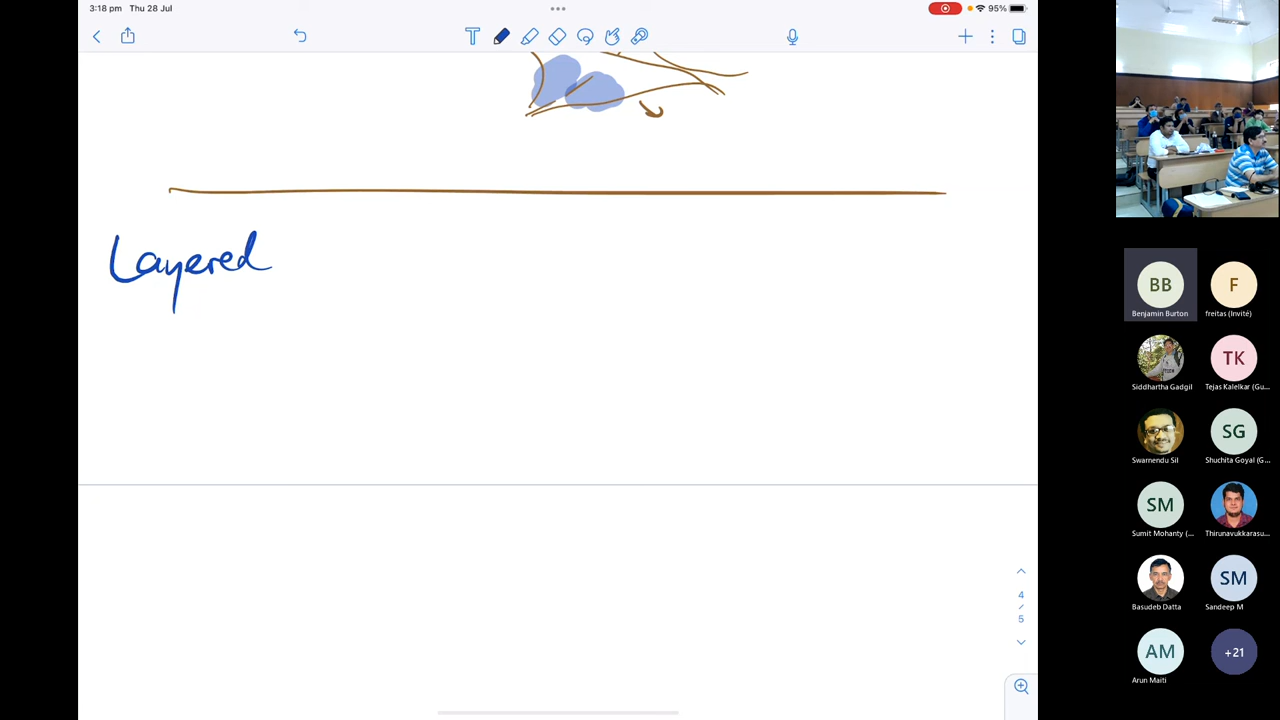 3:18 pm Thu 28 Jul
95%
T
Layered
4
5
BB
Benjamin Burton
F
freitas (Invité)
Siddhartha Gadgil
TK
Tejas Kalelkar (Gu...
Swarnendu Sil
SG
Shuchita Goyal (G...
SM
Sumit Mohanty (...
Thirunavukkarasu...
Basudeb Datta
SM
Sandeep M
AM
Arun Maiti
+21